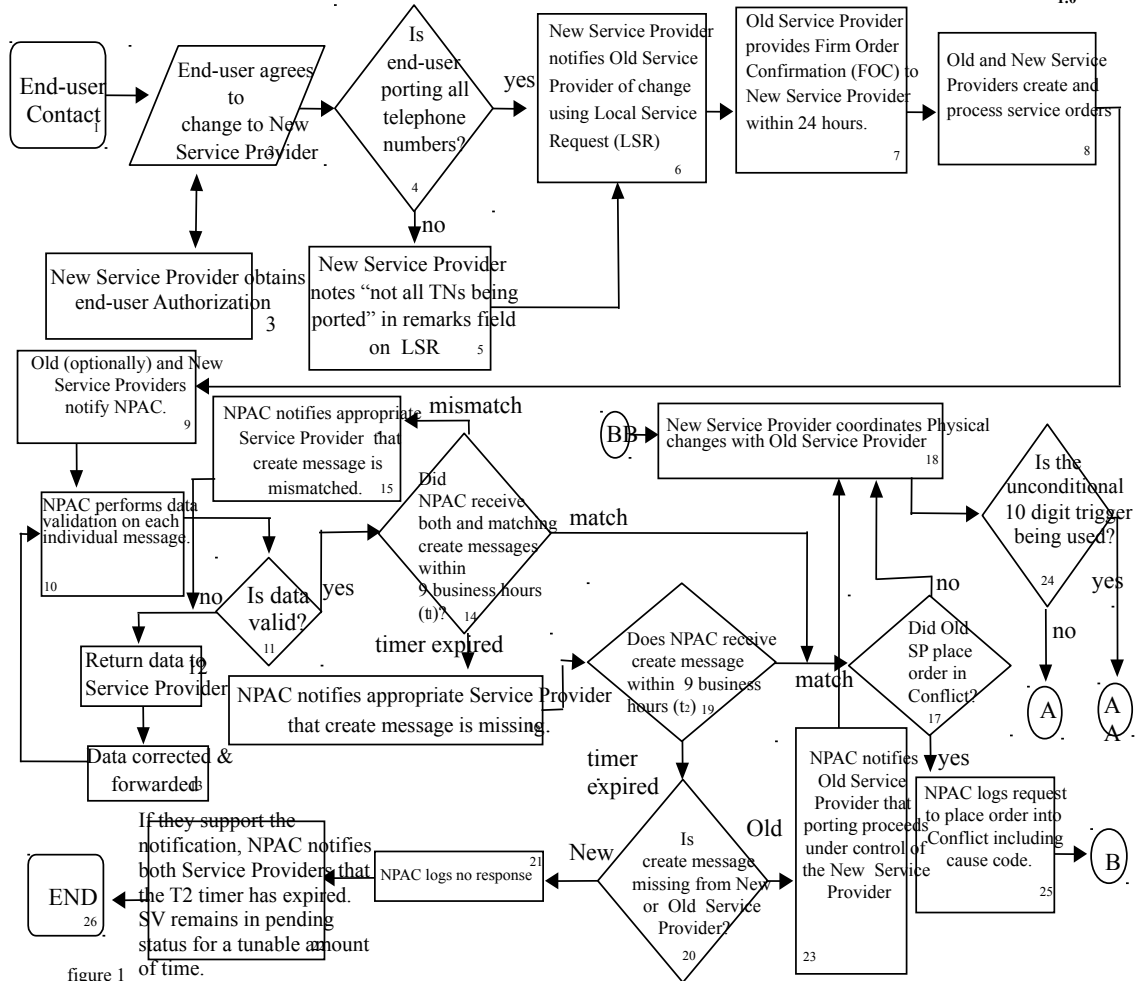 1.0
End-user
Contact
1
End-user agrees
to
change to New
Service Provider
2
Is
end-user
porting all
telephone
numbers?
4
yes
no
New Service Provider
notifies Old Service
Provider of change
using Local Service
Request (LSR)
6
Old Service Provider
provides Firm Order
Confirmation (FOC) to
New Service Provider
within 24 hours.
7
Old and New Service
Providers create and
process service orders
8
New Service Provider obtains
end-user Authorization
3
New Service Provider
notes “not all TNs being
ported” in remarks field
on LSR
5
Old (optionally) and New
Service Providers
notify NPAC.
9
NPAC notifies appropriate
Service Provider that
create message is
mismatched.
15
mismatch
Did
NPAC receive
both and matching
create messages
within
9 business hours
(t1)?
14
match
timer expired
BB
New Service Provider coordinates Physical
changes with Old Service Provider
18
Is the
unconditional
10 digit trigger
being used?
24
yes
no
NPAC performs data
validation on each
individual message.
10
Is data
valid?
11
no
yes
Return data to
Service Provider
12
Data corrected &
forwarded
13
NPAC notifies appropriate Service Provider
that create message is missing.
Does NPAC receive
create message
within 9 business
hours (t2)
19
match
timer
expired
Did Old
SP place
order in
Conflict?
17
no
yes
A
A
A
NPAC notifies
Old Service
Provider that
porting proceeds
under control of
the New Service
Provider
23
NPAC logs request
to place order into
Conflict including
cause code.
25
B
Is
create message
missing from New
or Old Service
Provider?
20
Old
New
21
NPAC logs no response
If they support the
notification, NPAC notifies
both Service Providers that
the T2 timer has expired.
SV remains in pending
status for a tunable amount
of time.
END
26
figure 1